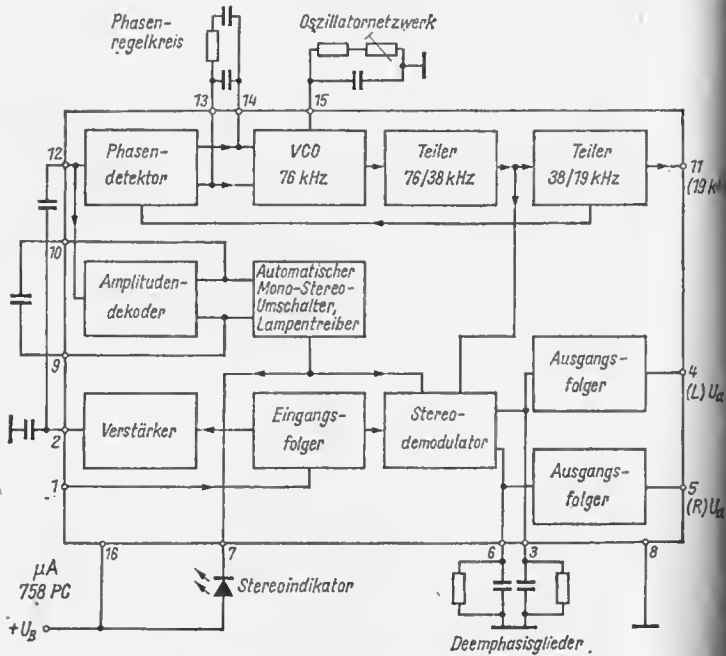 Phasen-
regelkreis
Oszillatornetzwerk
13
14
15
12
Phasen-
detektor
VCO
76 kHz
Teiler
76/38 kHz
Teiler
38/19 kHz
11
(19 k
10
Amplituden-
dekoder
Automatischer
Mono-Stereo-
Umschalter,
Lampentreiber
9
Ausgangs-
folger
4
(L) Ua
2
Verstärker
Eingangs-
folger
Stereo-
demodulator
1
Ausgangs-
folger
5
(R) Ua
16
7
6
3
8
µA
758 PC
Stereoindikator
+UB
Deemphasisglieder